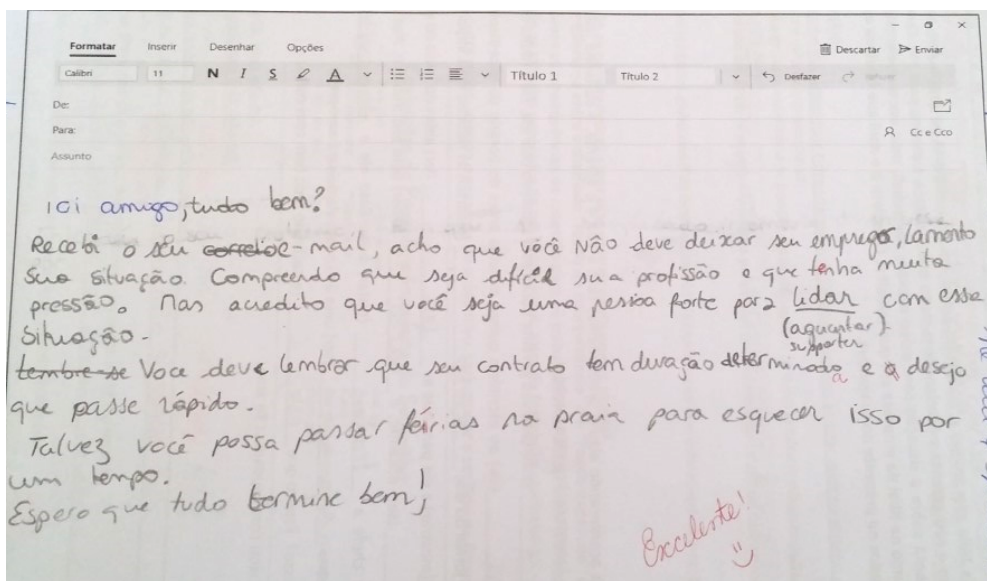 Formatar Inserir Desenhar Opções Descartar Enviar
Calibri 11 N I S A Título 1 Título 2 Desfazer
De:
Para: Cc e Cco
Assunto
oi amigo, tudo bem?
Recebi o seu correio e-mail, acho que você Não deve deixar seu emprego, lamento
sua situação. Compreendo que seja difícil sua profissão e que tenha muita
pressão. Mas acredito que você seja uma pessoa forte para lidar com essa
situação.
(aguantar)
supporter
lembre-se Voce deve lembrar que seu contrato tem duração determinada e desejo
que passe rápido.
Talvez você possa passar férias na praia para esquecer isso por
um tempo.
Espero que tudo termine bem!
Excelente!